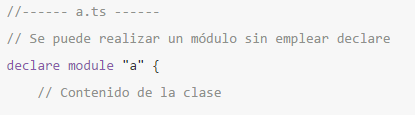 //------ a.ts ------
// Se puede realizar un módulo sin emplear declare
declare module "a" {
// Contenido de la clase